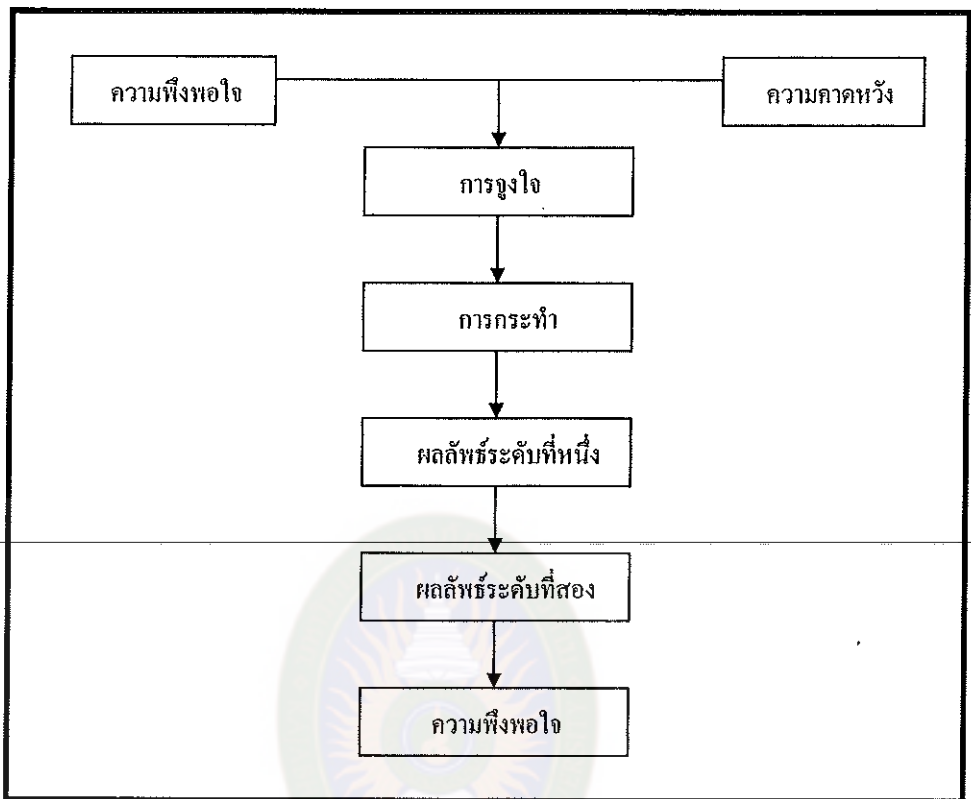 ความพึงพอใจ
ความคาดหวัง
การจูงใจ
การกระทำ
ผลลัพธ์ระดับที่หนึ่ง
ผลลัพธ์ระดับที่สอง
ความพึงพอใจ